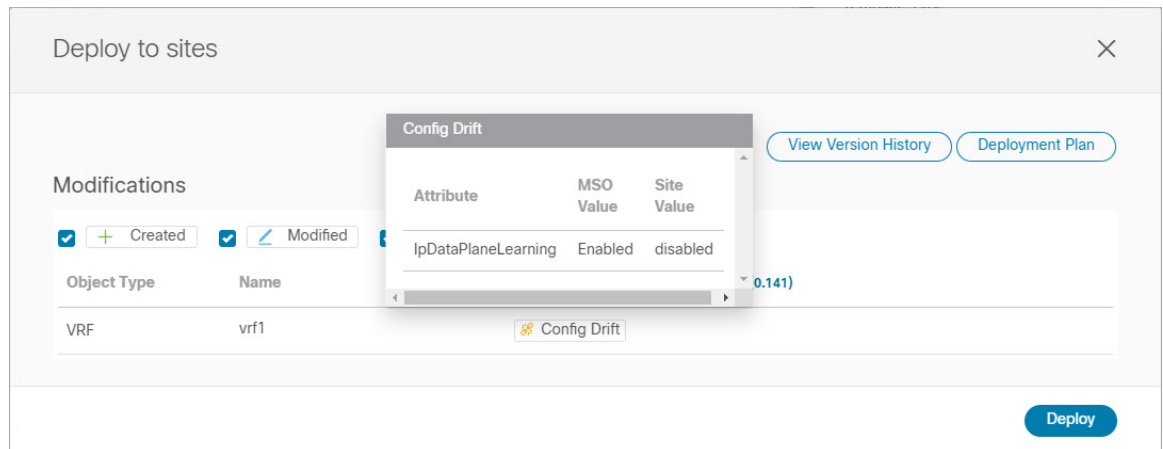 Deploy to sites
Config Drift
View Version History
Deployment Plan
Modifications
Attribute
MSO Value
Site Value
Created
Modified
IpDataPlaneLearning Enabled disabled
Object Type
Name
0.141)
VRF
vrf1
Config Drift
Deploy